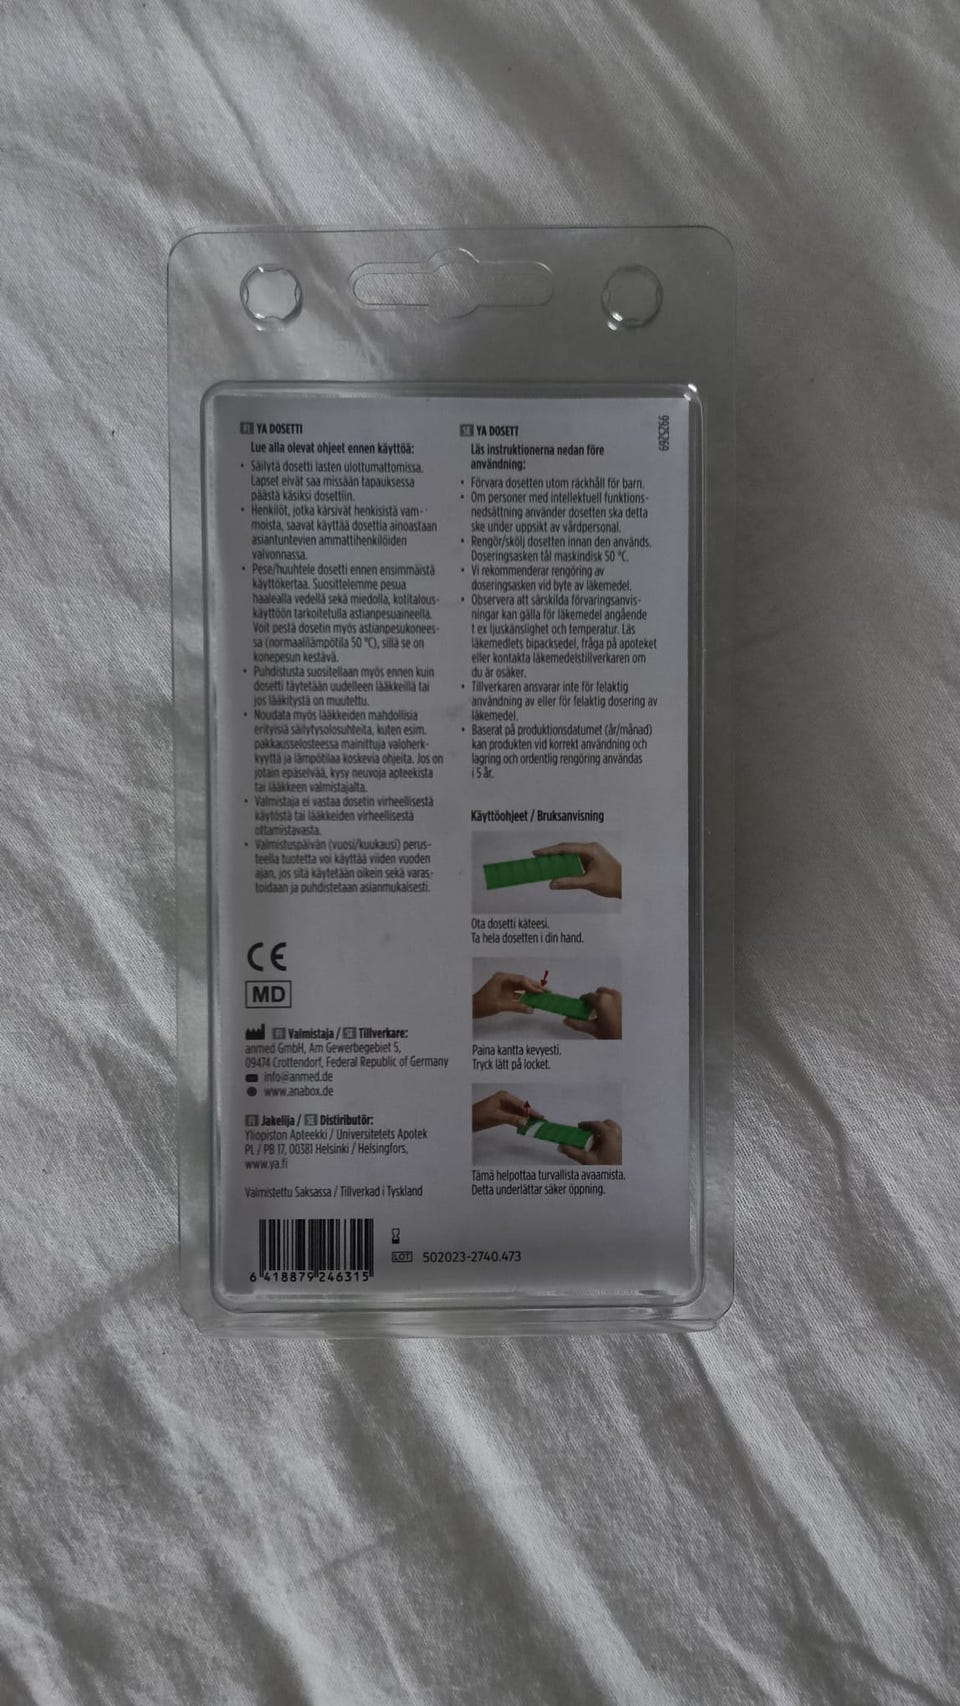 FI YA DOSETTI
Lue alla olevat ohjeet ennen käyttöä:
• Säilytä dosetti lasten ulottumattomissa.
Lapset eivät saa missään tapauksessa
päästä käsiksi dosettiin.
• Henkilöt, jotka kärsivät henkisistä vam-
moista, saavat käyttää dosettia ainoastaan
asiantuntevien ammattihenkilöiden
valvonnassa.
• Pese/huuhtele dosetti ennen ensimmäistä
käyttökertaa. Suosittelemme pesua
haalealla vedellä sekä miedolla, kotitalous-
käyttöön tarkoitetulla astianpesuaineella.
Voit pestä dosetin myös astianpesukonees-
sa (normaalilämpötila 50 °C), sillä se on
konepesun kestävä.
• Puhdistusta suositellaan myös ennen kuin
dosetti täytetään uudelleen lääkkeillä tai
jos lääkitystä on muutettu.
• Noudata myös lääkkeiden mahdollisia
erityisiä säilytysolosuhteita, kuten esim.
pakkausselosteessa mainittuja valoherk-
kyyttä ja lämpötilaa koskevia ohjeita. Jos on
jotain epäselvää, kysy neuvoja apteekista
tai lääkkeen valmistajalta.
• Valmistaja ei vastaa dosetin virheellisestä
käytöstä tai lääkkeiden virheellisestä
ottamistavasta.
• Valmistuspäivän (vuosi/kuukausi) perus-
teella tuotetta voi käyttää viiden vuoden
ajan, jos sitä käytetään oikein sekä varas-
toidaan ja puhdistetaan asianmukaisesti.
CE
MD
FI Valmistaja / SE Tillverkare:
anmed GmbH, Am Gewerbegebiet 5,
09474 Crottendorf, Federal Republic of Germany
info@anmed.de
www.anabox.de
FI Jakelija / SE Distiributör:
Yliopiston Apteekki / Universitetets Apotek
PL / PB 17, 00381 Helsinki / Helsingfors,
www.ya.fi
Valmistettu Saksassa / Tillverkad i Tyskland
6 418879 246315
SE YA DOSETT
Läs instruktionerna nedan före
användning:
• Förvara dosetten utom räckhåll för barn.
• Om personer med intellektuell funktions-
nedsättning använder dosetten ska detta
ske under uppsikt av vårdpersonal.
• Rengör/skölj dosetten innan den används.
Doseringsasken tål maskindisk 50 °C.
• Vi rekommenderar rengöring av
doseringsasken vid byte av läkemedel.
• Observera att särskilda förvaringsanvis-
ningar kan gälla för läkemedel angående
t ex ljuskänslighet och temperatur. Läs
läkemedlets bipacksedel, fråga på apoteket
eller kontakta läkemedelstillverkaren om
du är osäker.
• Tillverkaren ansvarar inte för felaktig
användning av eller för felaktig dosering av
läkemedel.
• Baserat på produktionsdatumet (år/månad)
kan produkten vid korrekt användning och
lagring och ordentlig rengöring användas
i 5 år.
6925266
Käyttöohjeet / Bruksanvisning
Ota dosetti käteesi.
Ta hela dosetten i din hand.
Paina kantta kevyesti.
Tryck lätt på locket.
Tämä helpottaa turvallista avaamista.
Detta underlättar säker öppning.
LOT 502023-2740.473